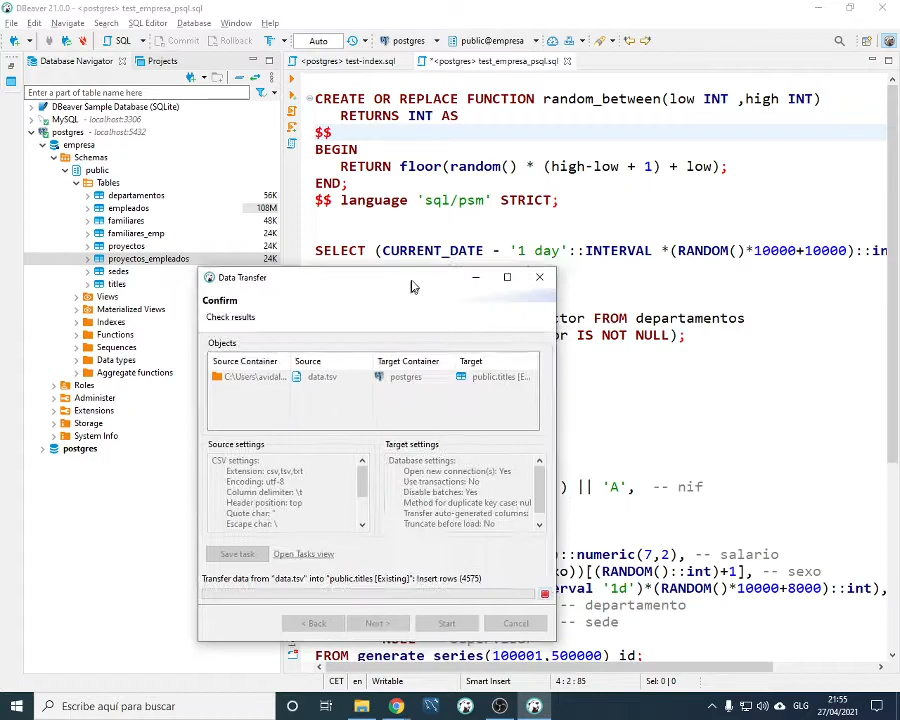 DBeaver 21.0.0 - <postgres> test_empresa_psql.sql
File Edit Navigate Search SQL Editor Database Window Help
SQL Commit Rollback Auto postgres public@empresa
Database Navigator Projects
<postgres> test-index.sql *<postgres> test_empresa_psql.sql
Enter a part of table name here
DBeaver Sample Database (SQLite)
MySQL - localhost:3306
postgres - localhost:5432
empresa
Schemas
public
Tables
departamentos 56K
empleados 108M
familiares 48K
familiares_emp 24K
proyectos 24K
proyectos_empleados 24K
sedes 24K
titles 24K
Views
Materialized Views
Indexes
Functions
Sequences
Data types
Aggregate functions
Roles
Administer
Extensions
Storage
System Info
postgres
CREATE OR REPLACE FUNCTION random_between(low INT ,high INT)
RETURNS INT AS
$$
BEGIN
RETURN floor(random() * (high-low + 1) + low);
END;
$$ language 'sql/psm' STRICT;
SELECT (CURRENT_DATE - '1 day'::INTERVAL *(RANDOM()*10000+10000)::in
ctor FROM departamentos
or IS NOT NULL);
) || 'A', -- nif
::numeric(7,2), -- salario
))[(RANDOM()::int)+1], -- sexo
erval '1d')*(RANDOM()*10000+8000)::int),
-- departamento
-- sede
FROM generate_series(100001,500000) id;
Data Transfer
Confirm
Check results
Objects
Source Container Source Target Container Target
C:\Users\avidal... data.tsv postgres public.titles [E...
Source settings
CSV settings:
Extension: csv,tsv,txt
Encoding: utf-8
Column delimiter: \t
Header position: top
Quote char: "
Escape char: \
Target settings
Database settings:
Open new connection(s): Yes
Use transactions: No
Disable batches: Yes
Method for duplicate key case: nul
Transfer auto-generated columns:
Truncate before load: No
Save task Open Tasks view
Transfer data from "data.tsv" into "public.titles [Existing]": Insert rows (4575)
< Back Next > Start Cancel
CET en Writable Smart Insert 4 : 2 : 85 Sel: 0 | 0
Type here to search
GLG 21:55
27/04/2021